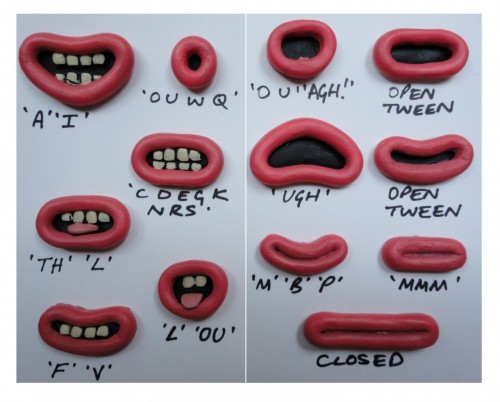 'A' 'I'
'O U W Q'
'C D E G K
N R S'
'TH' 'L'
'L' 'OU'
'F' 'V'
'O U' 'AGH!'
OPEN
TWEEN
'UGH'
OPEN
TWEEN
'M' 'B' 'P'
'MMM'
CLOSED